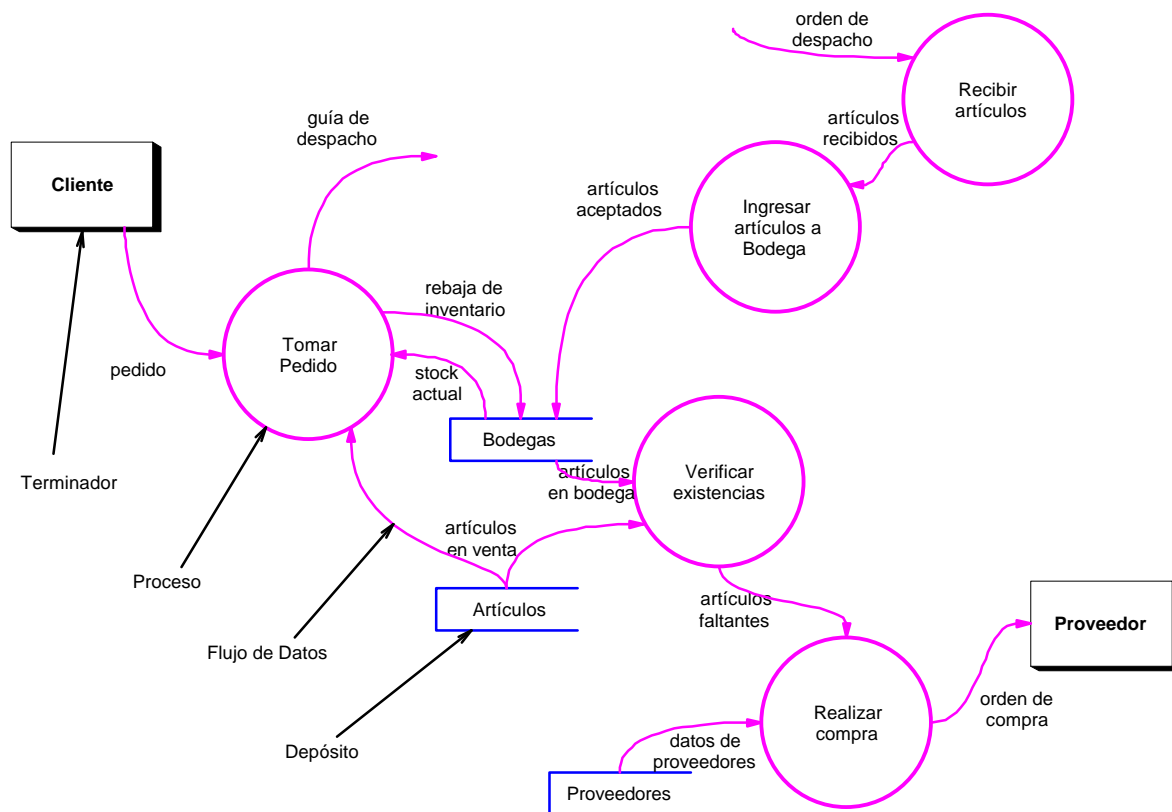 orden de
despacho
Recibir
artículos
guía de
despacho
artículos
recibidos
Cliente
artículos
aceptados
Ingresar
artículos a
Bodega
rebaja de
inventario
Tomar
Pedido
pedido
stock
actual
Bodegas
artículos
en bodega
Verificar
existencias
Terminador
artículos
en venta
Proceso
Artículos
artículos
faltantes
Proveedor
Flujo de Datos
Realizar
compra
orden de
compra
Depósito
datos de
proveedores
Proveedores